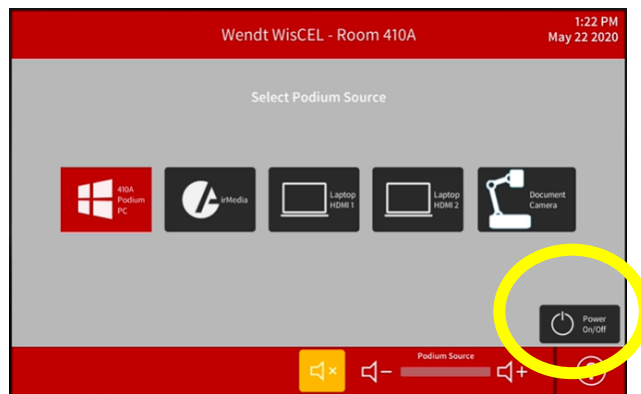 Wendt WisCEL - Room 410A
1:22 PM
May 22 2020
Select Podium Source
410A
Podium
PC
irMedia
Laptop
HDMI 1
Laptop
HDMI 2
Document
Camera
Power
On/Off
Podium Source